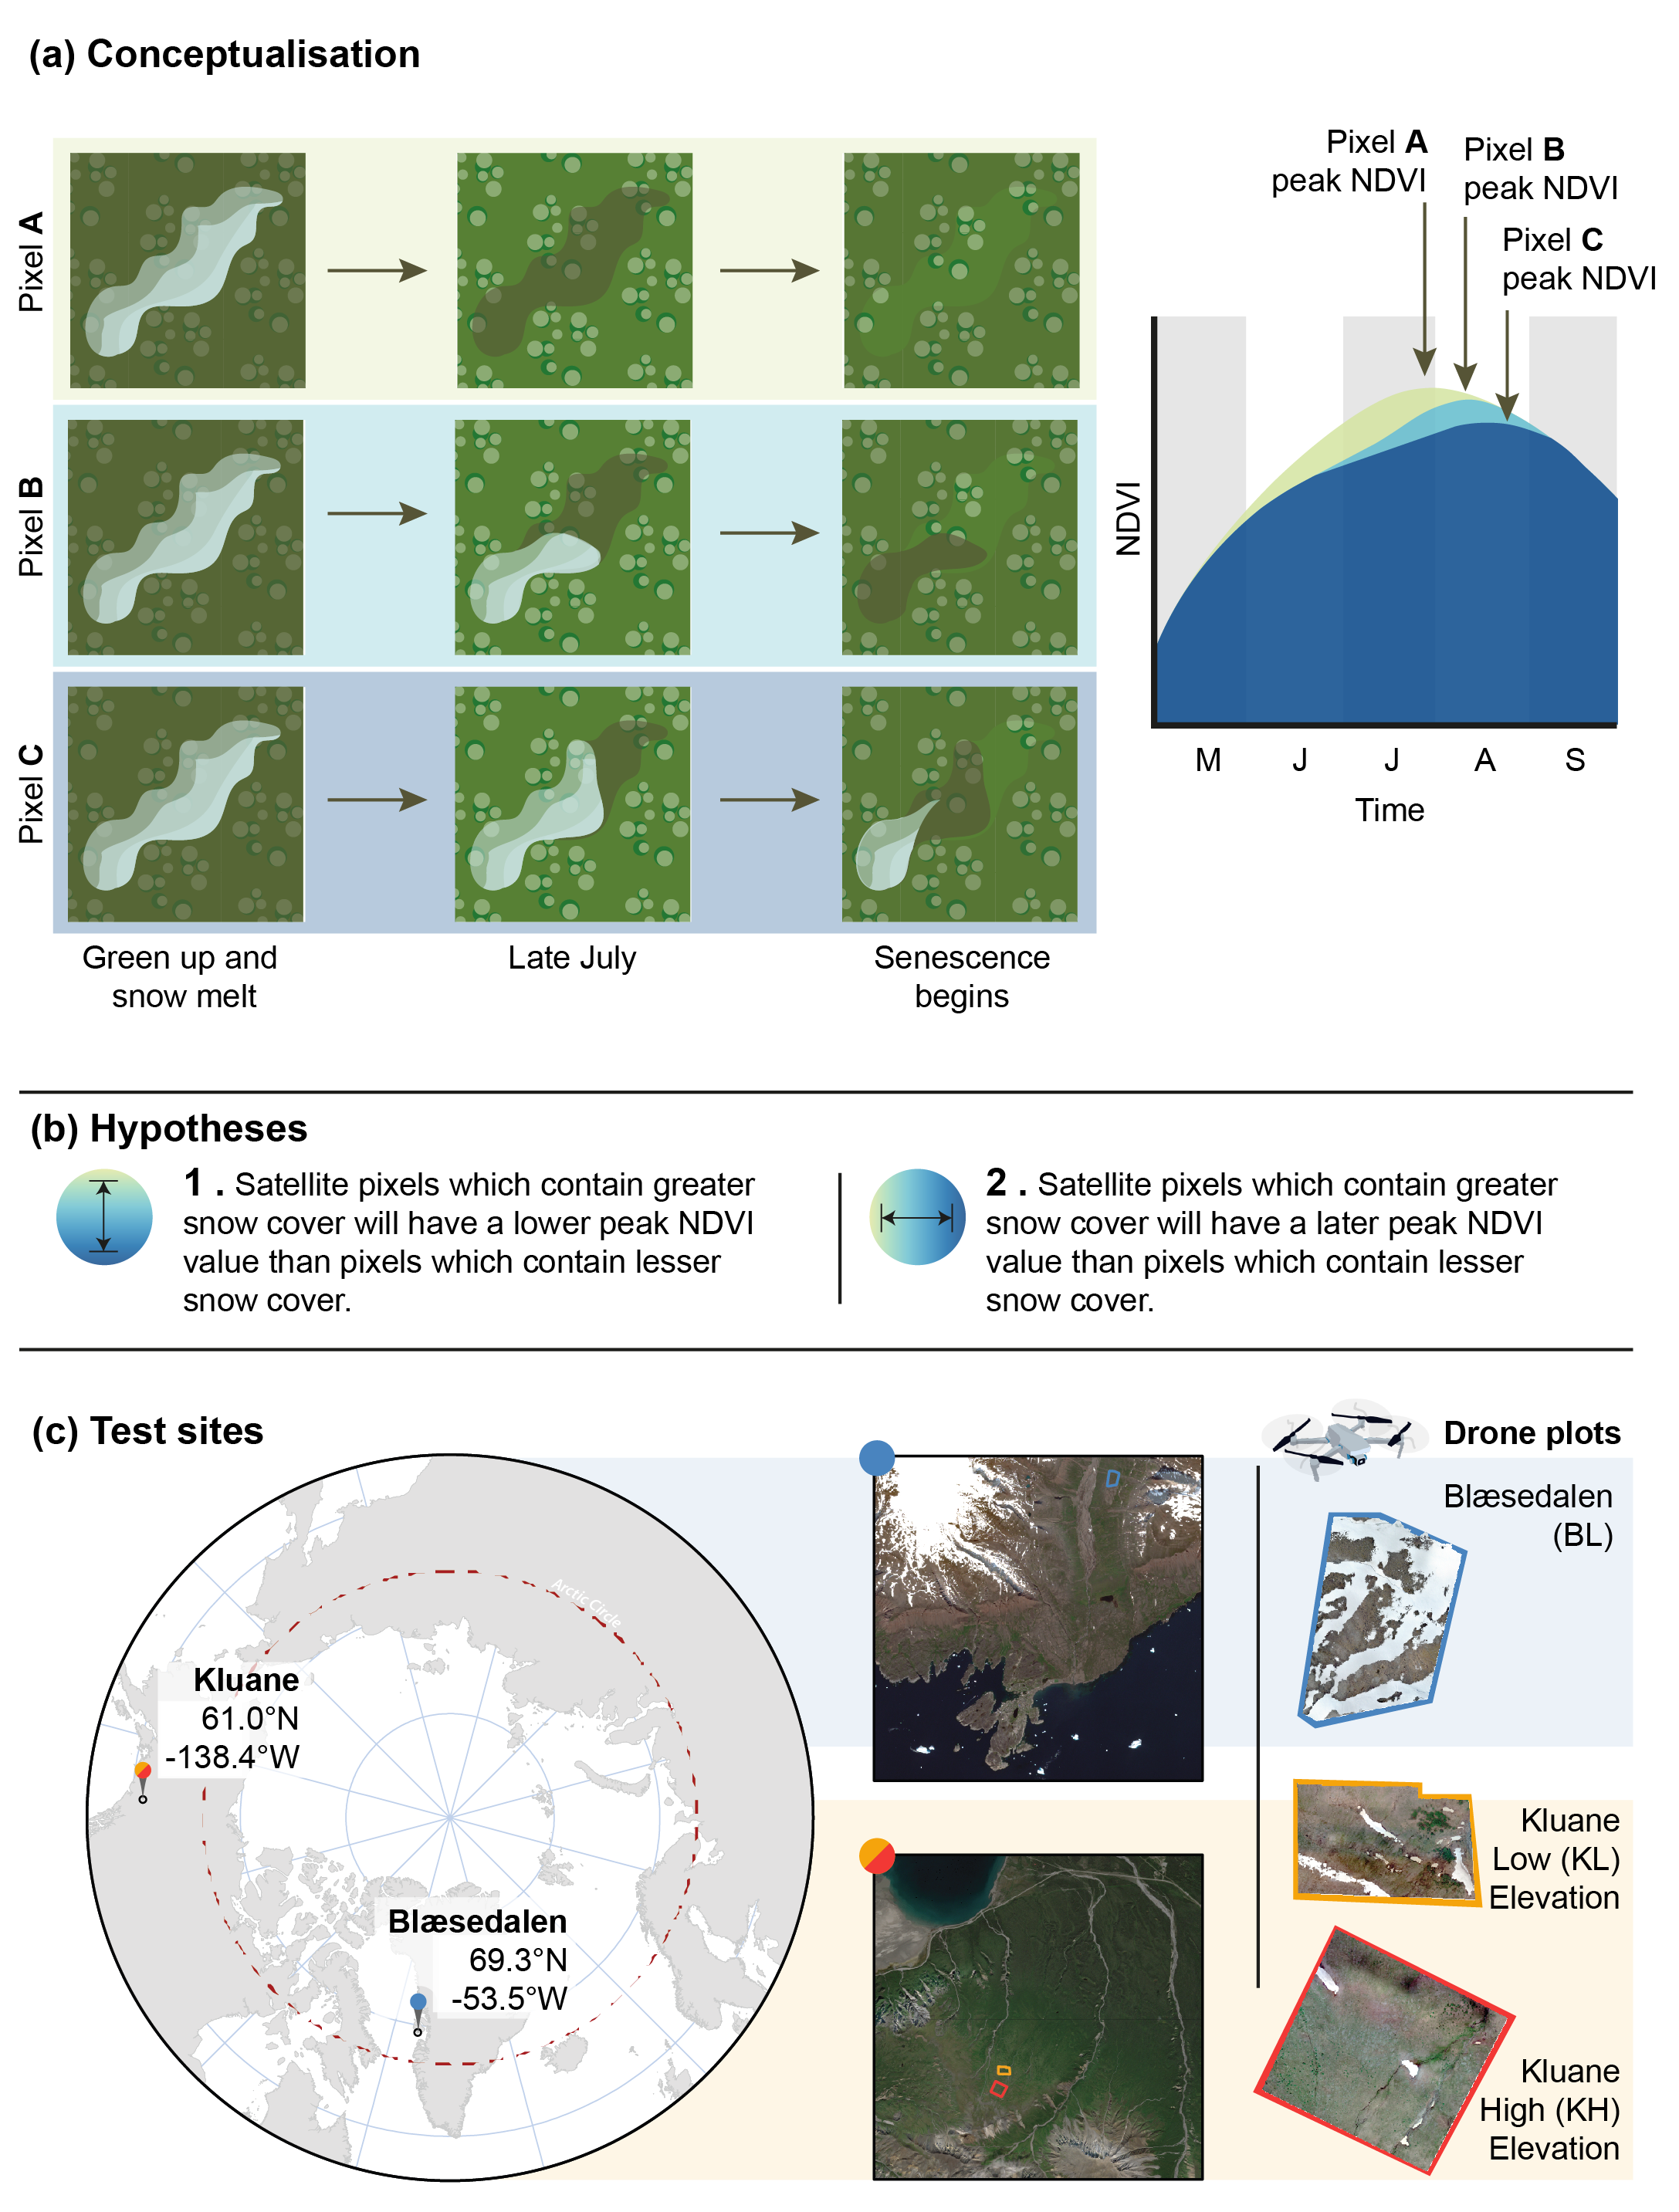 (a) Conceptualisation
Pixel A
Pixel B
Pixel C
Green up and
snow melt
Late July
Senescence
begins
Pixel A
peak NDVI
Pixel B
peak NDVI
Pixel C
peak NDVI
NDVI
M J J A S
Time
(b) Hypotheses
1 . Satellite pixels which contain greater
snow cover will have a lower peak NDVI
value than pixels which contain lesser
snow cover.
2 . Satellite pixels which contain greater
snow cover will have a later peak NDVI
value than pixels which contain lesser
snow cover.
(c) Test sites
Arctic Circle
Kluane
61.0°N
-138.4°W
Blæsedalen
69.3°N
-53.5°W
Drone plots
Blæsedalen
(BL)
Kluane
Low (KL)
Elevation
Kluane
High (KH)
Elevation